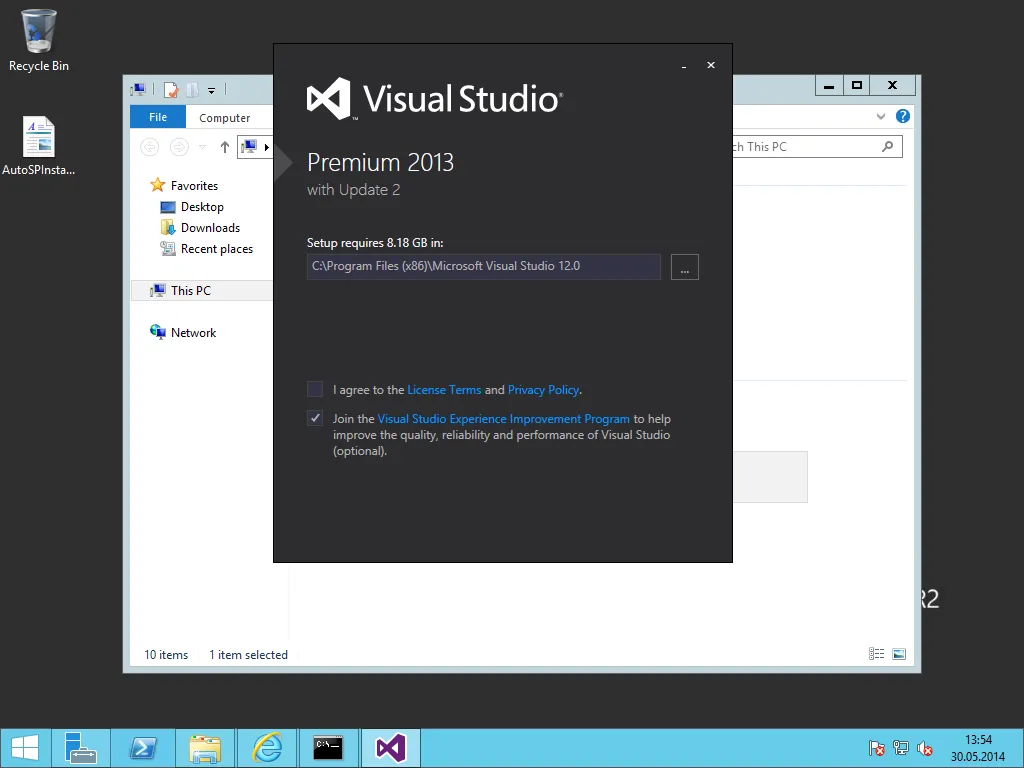 Recycle Bin
AutoSPInsta...
File
Computer
ch This PC
Favorites
Desktop
Downloads
Recent places
This PC
Network
10 items
1 item selected
Visual Studio®
™
Premium 2013
with Update 2
Setup requires 8.18 GB in:
C:\Program Files (x86)\Microsoft Visual Studio 12.0
...
I agree to the License Terms and Privacy Policy.
Join the Visual Studio Experience Improvement Program to help
improve the quality, reliability and performance of Visual Studio
(optional).
R2
13:54
30.05.2014